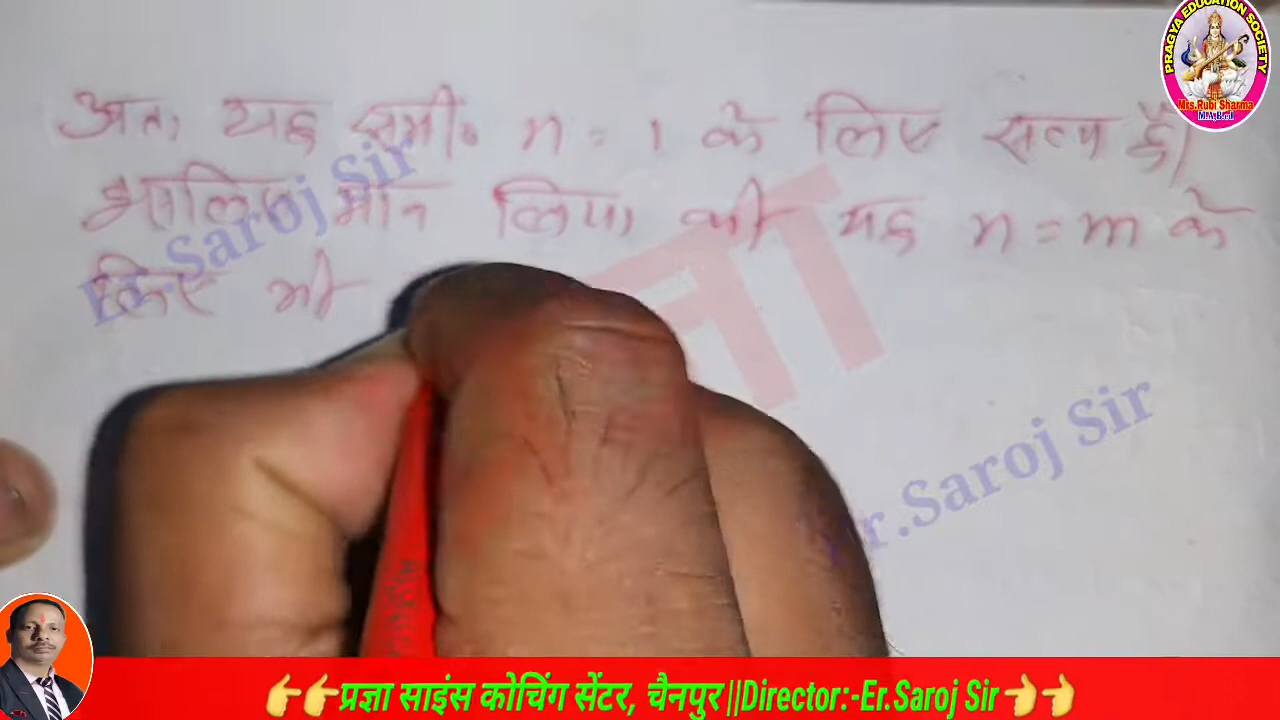 PRAGYA EDUCATION SOCIETY
Mrs.Rubi Sharma
M.A,B.ed
अतः यह समी० n = 1 के लिए सत्य है।
मान लिया की यह n = m के
लिए भी
Er.Saroj Sir
Er.Saroj Sir
👉👉प्रज्ञा साइंस कोचिंग सेंटर, चैनपुर||Director:-Er.Saroj Sir👈👈